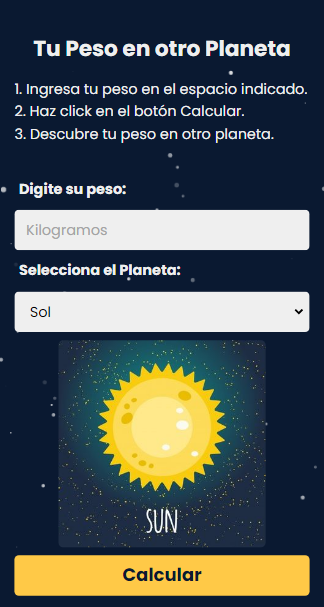 Tu Peso en otro Planeta
1. Ingresa tu peso en el espacio indicado.
2. Haz click en el botón Calcular.
3. Descubre tu peso en otro planeta.
Digite su peso:
Kilogramos
Selecciona el Planeta:
Sol
SUN
Calcular